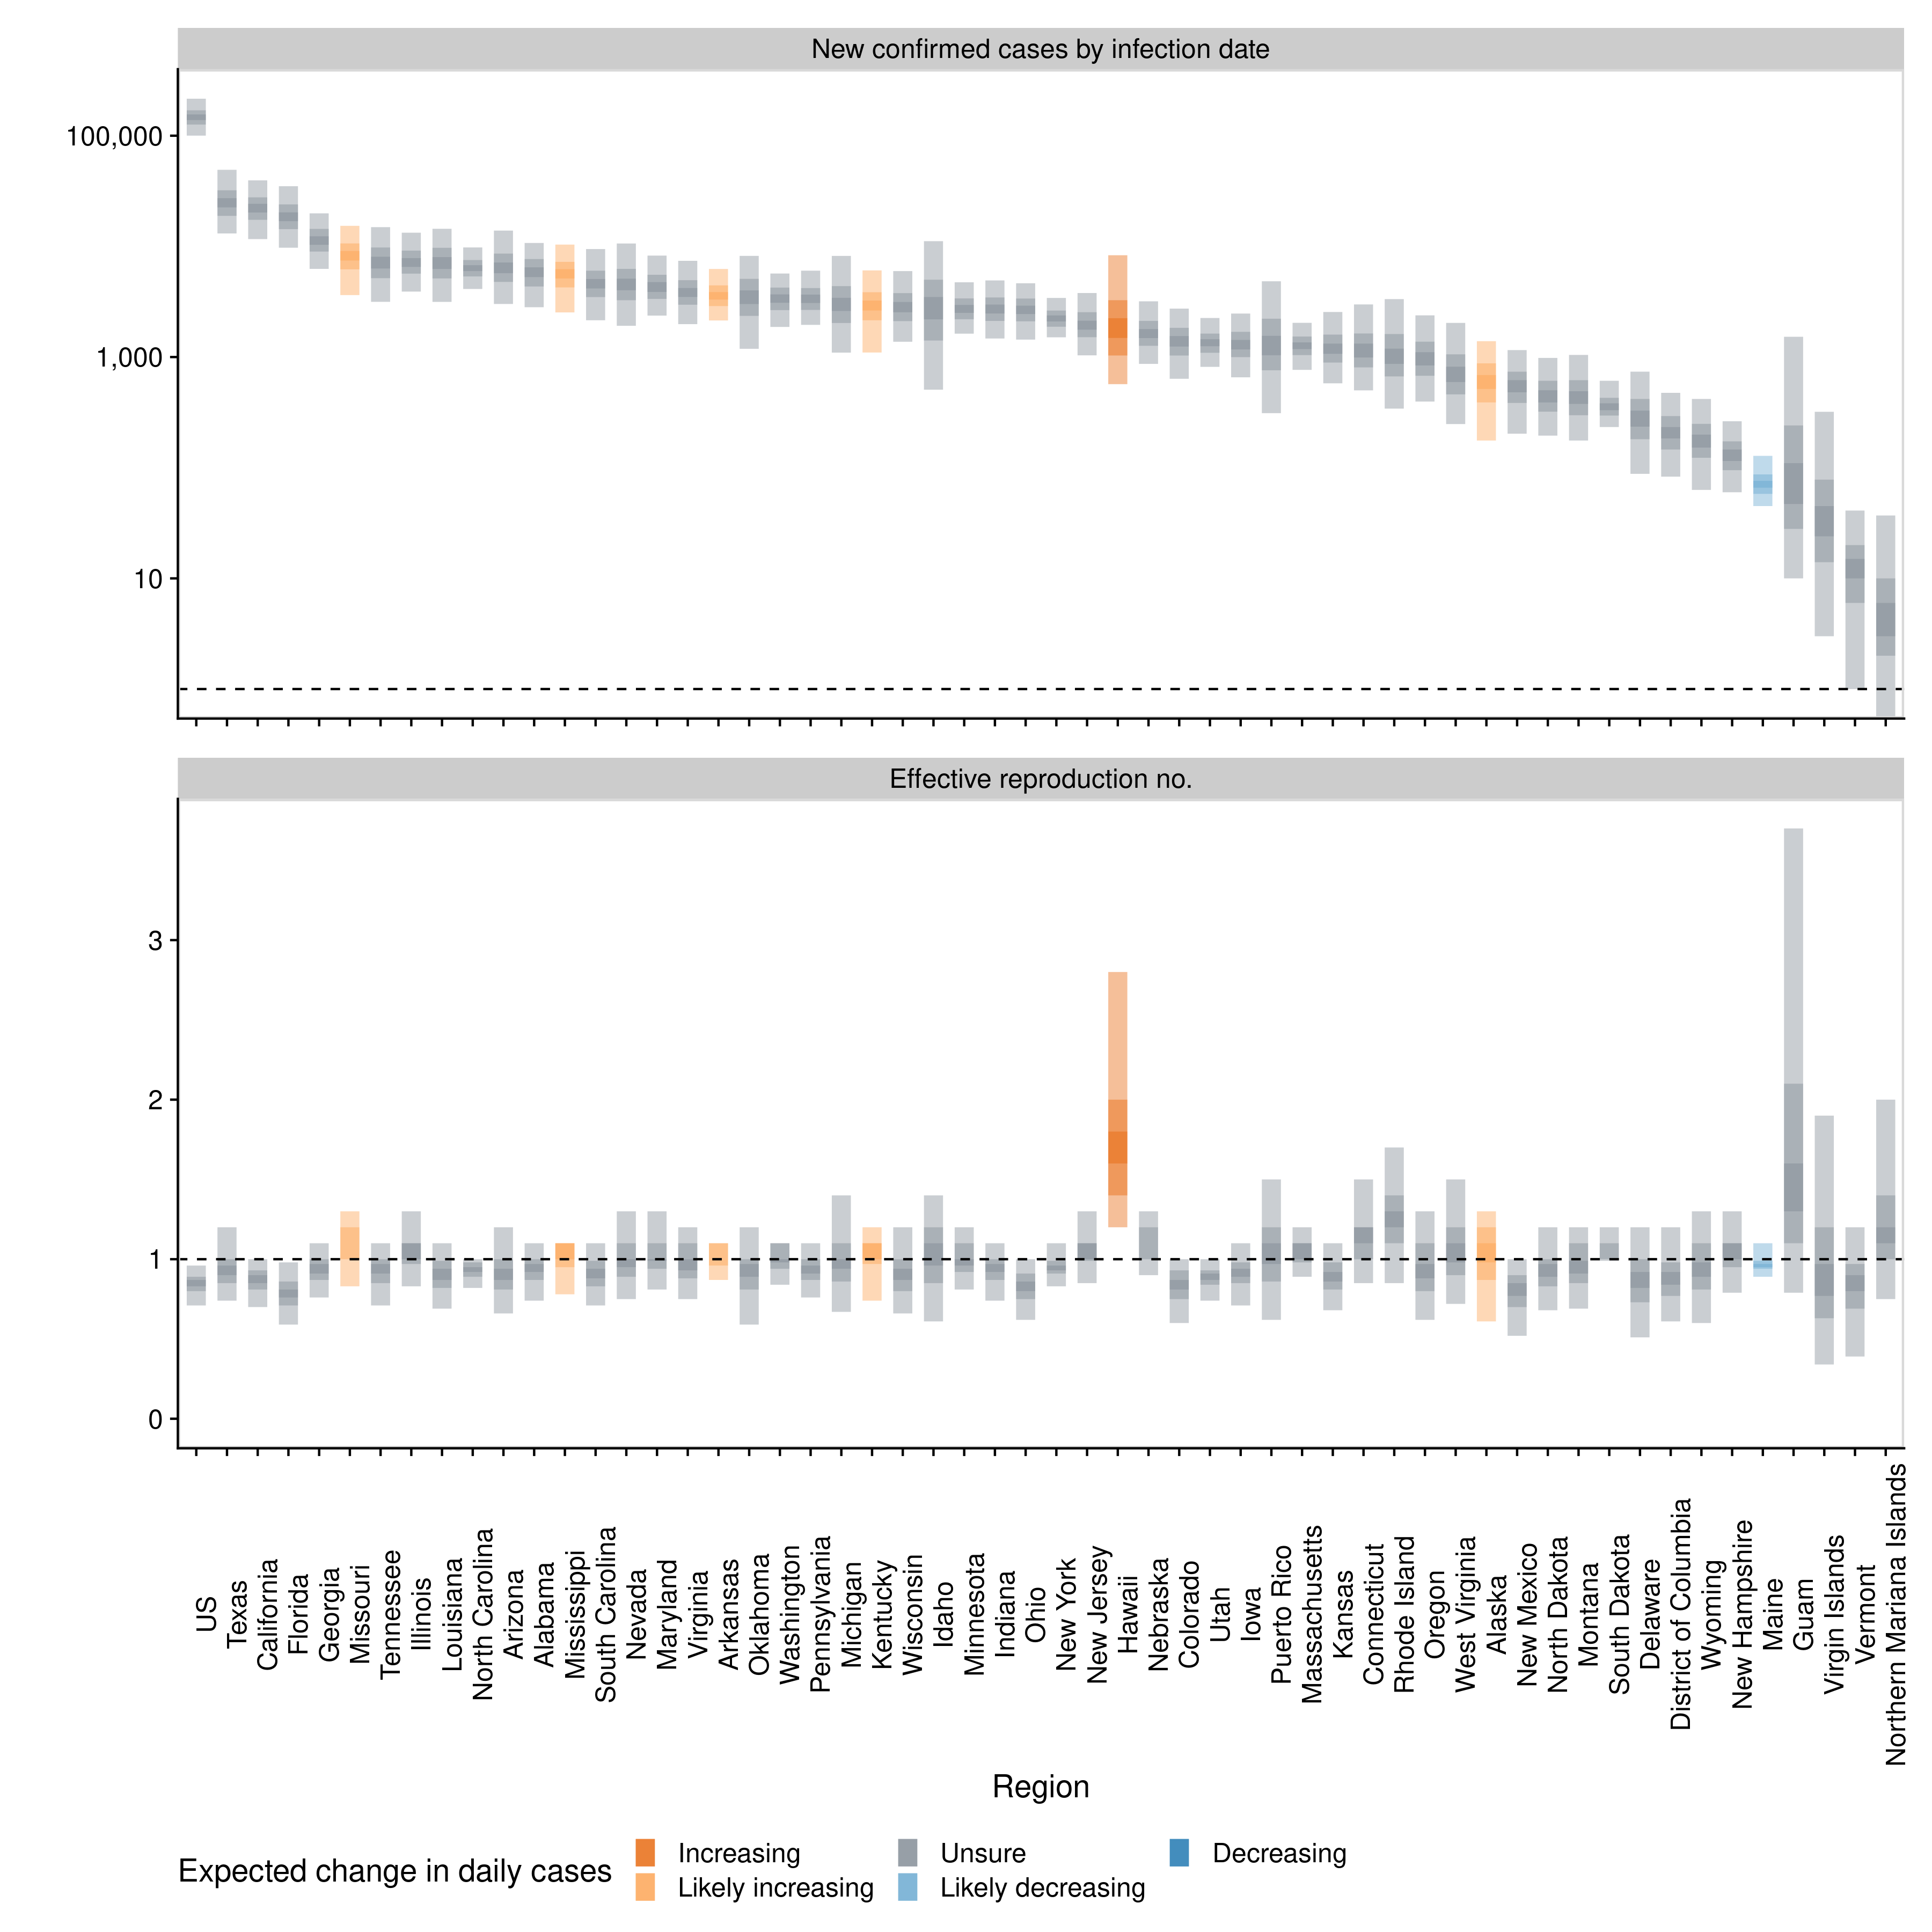 New confirmed cases by infection date
100,000
1,000
10
Effective reproduction no.
3
2
1
0
US
Texas
California
Florida
Georgia
Missouri
Tennessee
Illinois
Louisiana
North Carolina
Arizona
Alabama
Mississippi
South Carolina
Nevada
Maryland
Virginia
Arkansas
Oklahoma
Washington
Pennsylvania
Michigan
Kentucky
Wisconsin
Idaho
Minnesota
Indiana
Ohio
New York
New Jersey
Hawaii
Nebraska
Colorado
Utah
Iowa
Puerto Rico
Massachusetts
Kansas
Connecticut
Rhode Island
Oregon
West Virginia
Alaska
New Mexico
North Dakota
Montana
South Dakota
Delaware
District of Columbia
Wyoming
New Hampshire
Maine
Guam
Virgin Islands
Vermont
Northern Mariana Islands
Region
Expected change in daily cases
Increasing
Unsure
Decreasing
Likely increasing
Likely decreasing